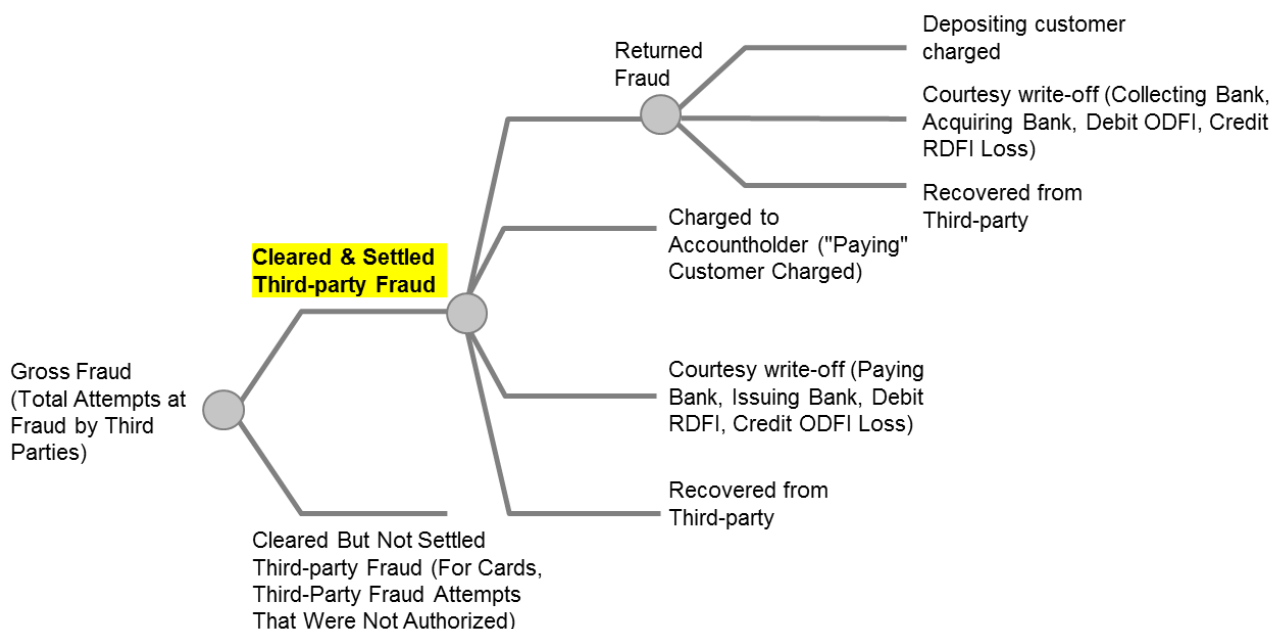 Depositing customer
charged
Returned
Fraud
Courtesy write-off (Collecting Bank,
Acquiring Bank, Debit ODFI, Credit
RDFI Loss)
Recovered from
Third-party
Charged to
Accountholder ("Paying"
Customer Charged)
Cleared & Settled
Third-party Fraud
Gross Fraud
(Total Attempts at
Fraud by Third
Parties)
Courtesy write-off (Paying
Bank, Issuing Bank, Debit
RDFI, Credit ODFI Loss)
Recovered from
Third-party
Cleared But Not Settled
Third-party Fraud (For Cards,
Third-Party Fraud Attempts
That Were Not Authorized)